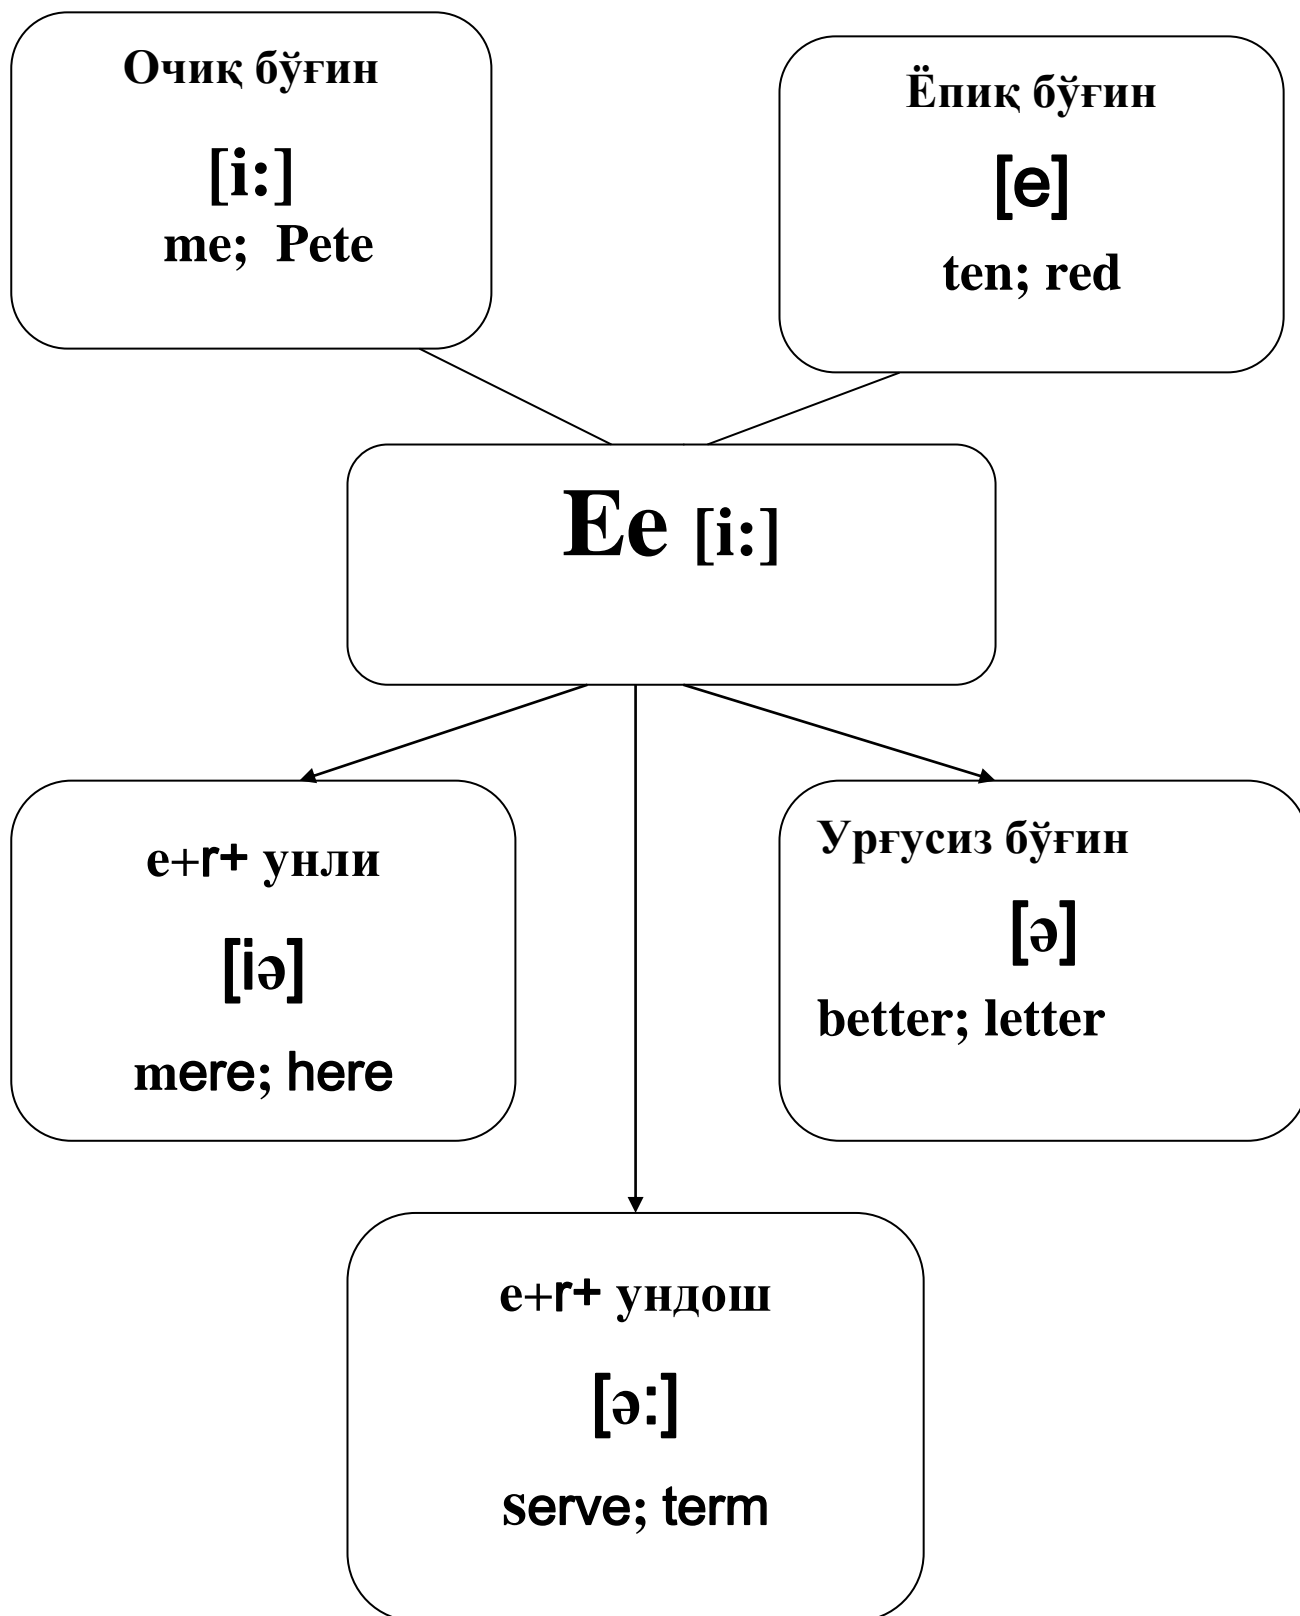 Очиқ бўғин
[i:]
me; Pete
Ёпиқ бўғин
[e]
ten; red
Ee [i:]
e+r+ унли
[iə]
mere; here
Урғусиз бўғин
[ə]
better; letter
e+r+ ундош
[ə:]
serve; term